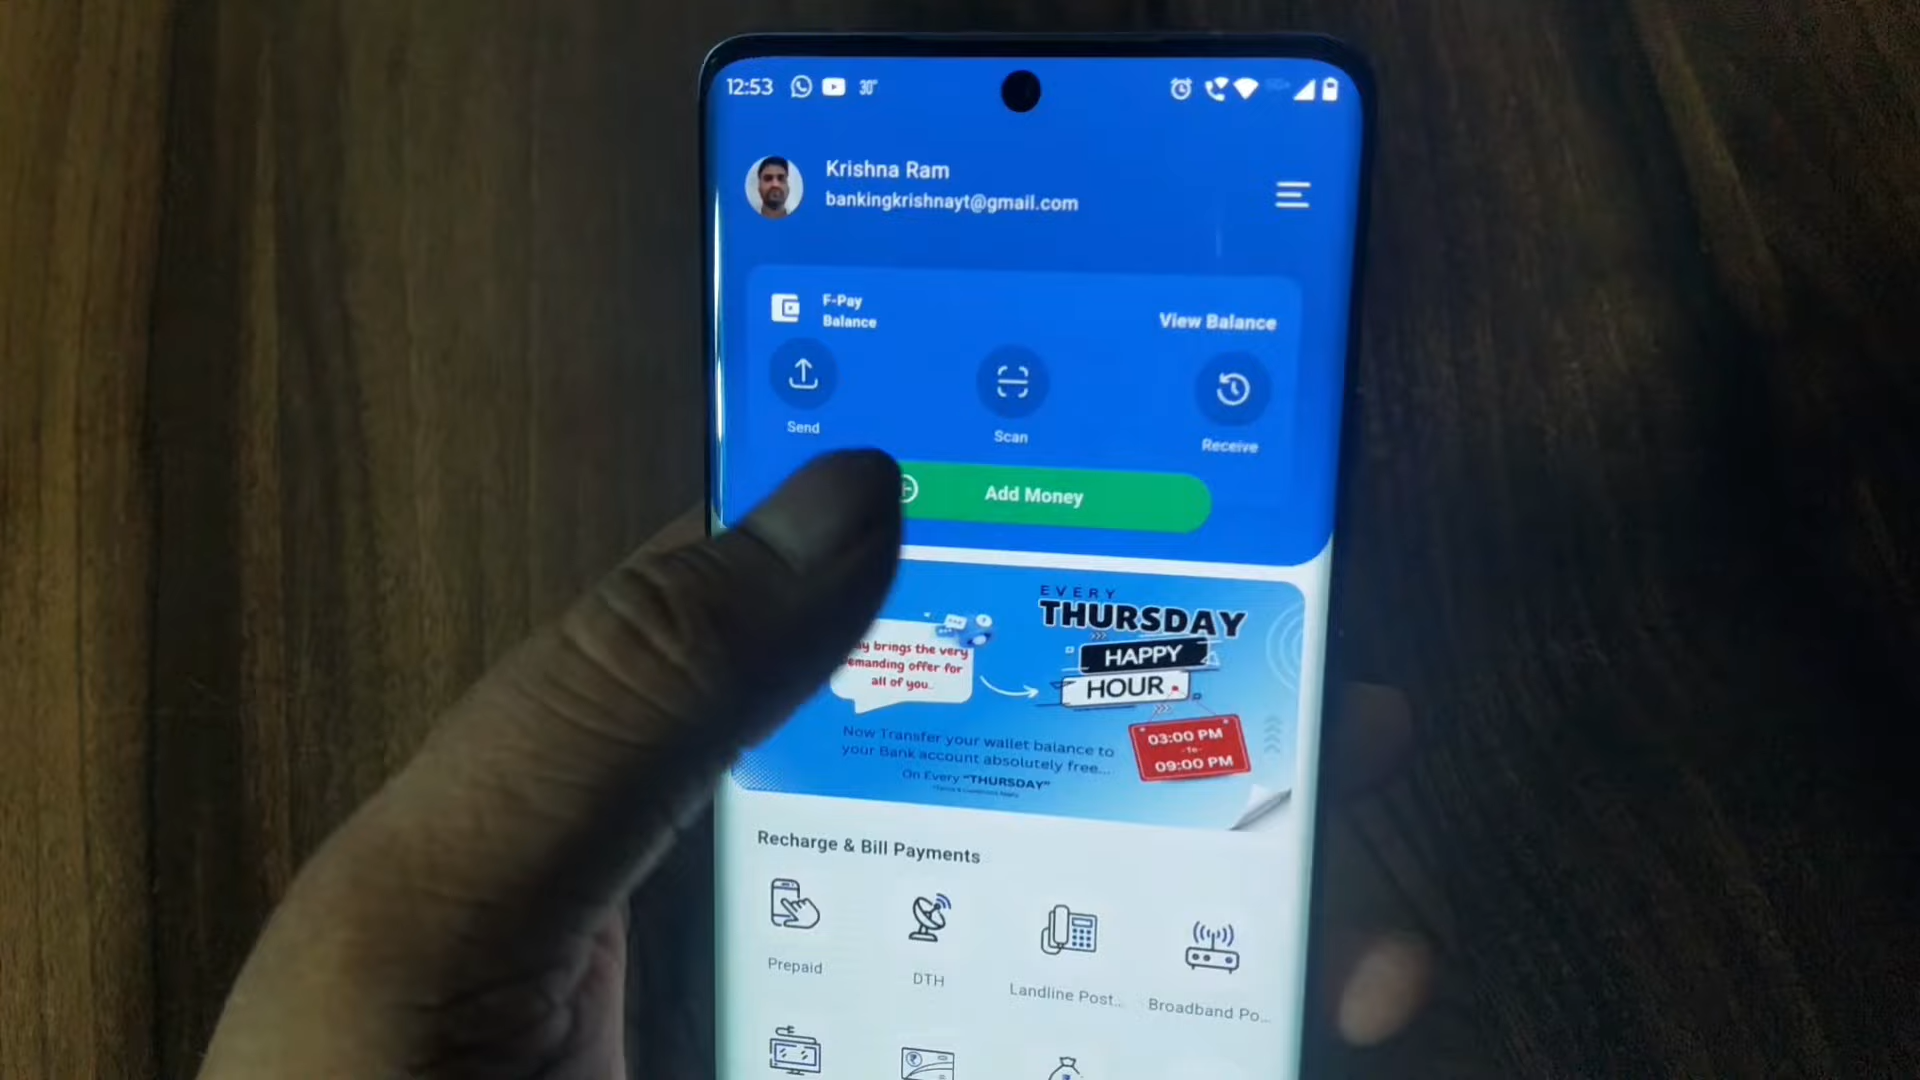 12:53
30°
Krishna Ram
bankingkrishnayt@gmail.com
F-Pay
Balance
View Balance
Send
Scan
Receive
Add Money
EVERY
THURSDAY
HAPPY
HOUR
brings the very
offer for
all of you..
03:00 PM
-To-
09:00 PM
Now Transfer your wallet balance to
your Bank account absolutely free...
On Every "THURSDAY"
Recharge & Bill Payments
Prepaid
DTH
Landline Post...
Broadband Po...